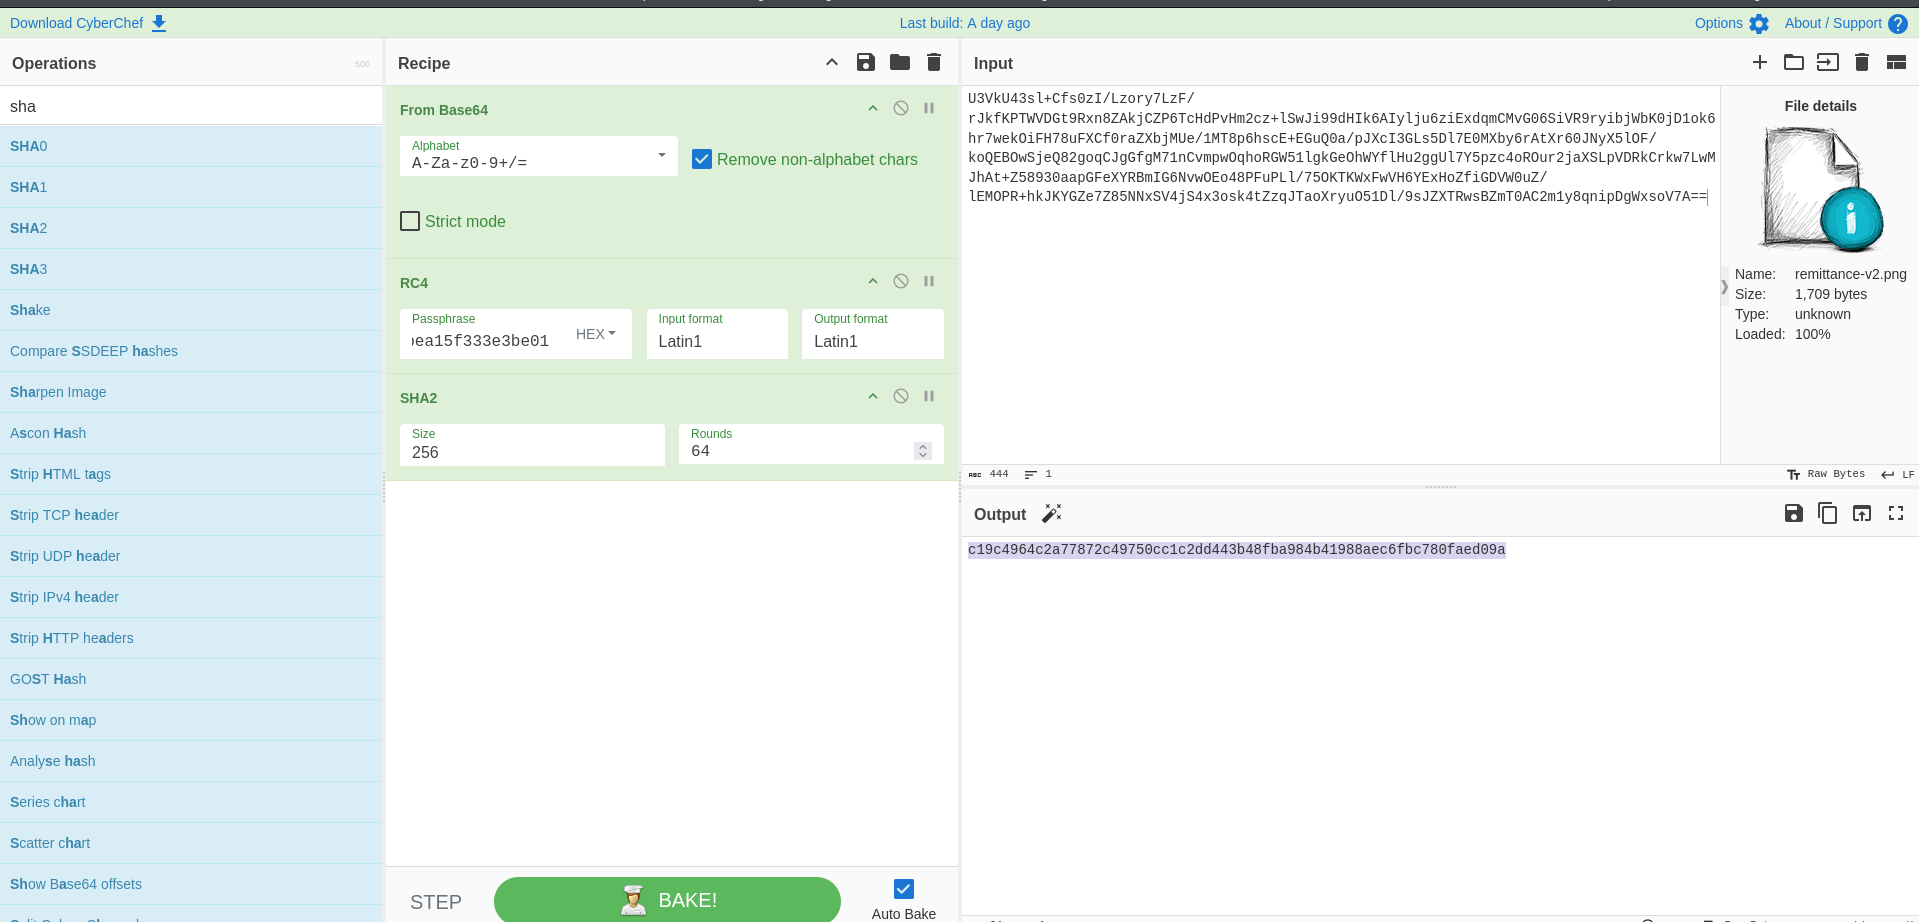 Download CyberChef
Last build: A day ago
Options
About / Support
Operations
506
sha
SHA0
SHA1
SHA2
SHA3
Shake
Compare SSDEEP hashes
Sharpen Image
Ascon Hash
Strip HTML tags
Strip TCP header
Strip UDP header
Strip IPv4 header
Strip HTTP headers
GOST Hash
Show on map
Analyse hash
Series chart
Scatter chart
Show Base64 offsets
Recipe
From Base64
Alphabet
A-Za-z0-9+/=
Remove non-alphabet chars
Strict mode
RC4
Passphrase
ea15f333e3be01
HEX
Input format
Latin1
Output format
Latin1
SHA2
Size
256
Rounds
64
STEP
BAKE!
Auto Bake
Input
U3VkU43sl+Cfs0zI/Lzory7LzF/
rJkfKPTWVDGt9Rxn8ZAkjCZP6TcHdPvHm2cz+lSwJi99dHIk6AIylju6ziExdqmCMvG06SiVR9ryibjWbK0jD1ok6
hr7wekOiFH78uFXCf0raZXbjMUe/1MT8p6hscE+EGuQ0a/pJXcI3GLs5Dl7E0MXby6rAtXr60JNyX5lOF/
koQEBOwSjeQ82goqCJgGfgM71nCvmpwOqhoRGW51lgkGeOhWYflHu2ggUl7Y5pzc4oROur2jaXSLpVDRkCrkw7LwM
JhAt+Z58930aapGFeXYRBmIG6NvwOEo48PFuPLl/75OKTKWxFwVH6YExHoZfiGDVW0uZ/
lEMOPR+hkJKYGZe7Z85NNxSV4jS4x3osk4tZzqJTaoXryuO51Dl/9sJZXTRwsBZmT0AC2m1y8qnipDgWxsoV7A==
File details
Name: remittance-v2.png
Size: 1,709 bytes
Type: unknown
Loaded: 100%
ABC 444
1
Raw Bytes
LF
Output
c19c4964c2a77872c49750cc1c2dd443b48fba984b41988aec6fbc780faed09a